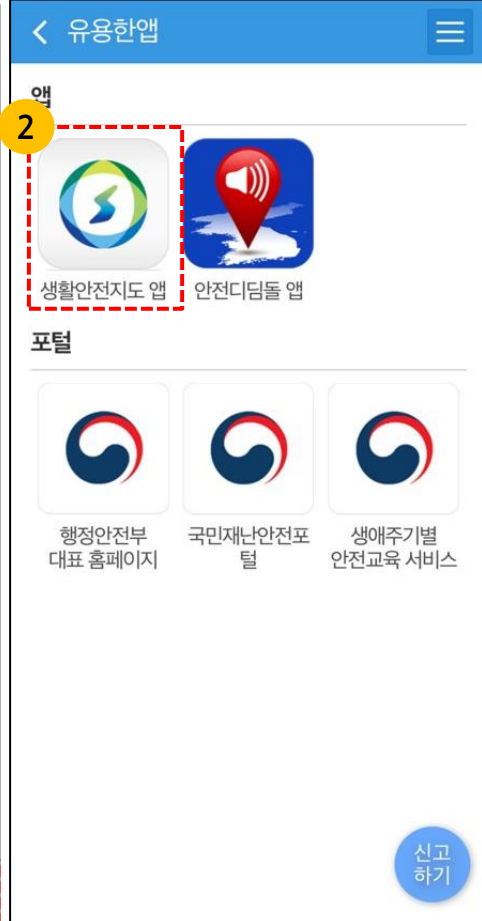 유용한앱
앱
2
생활안전지도 앱
안전디딤돌 앱
포털
행정안전부
대표 홈페이지
국민재난안전포
털
생애주기별
안전교육 서비스
신고
하기